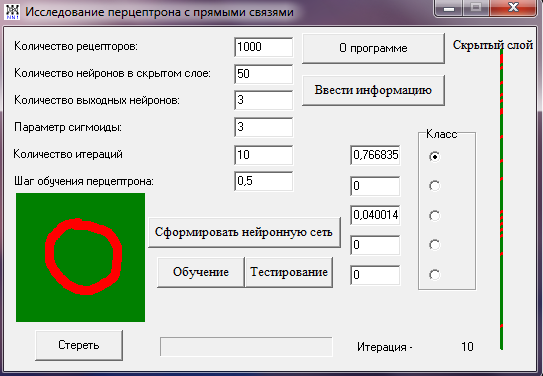 Исследование перцептрона с прямыми связями
Количество рецепторов: 1000
О программе
Скрытый слой
Количество нейронов в скрытом слое: 50
Ввести информацию
Количество выходных нейронов: 3
Параметр сигмоиды: 3
Класс
Количество итераций 10
0,766835
Шаг обучения перцептрона: 0,5
0
0,040014
Сформировать нейронную сеть
0
Обучение Тестирование
0
Стереть
Итерация - 10